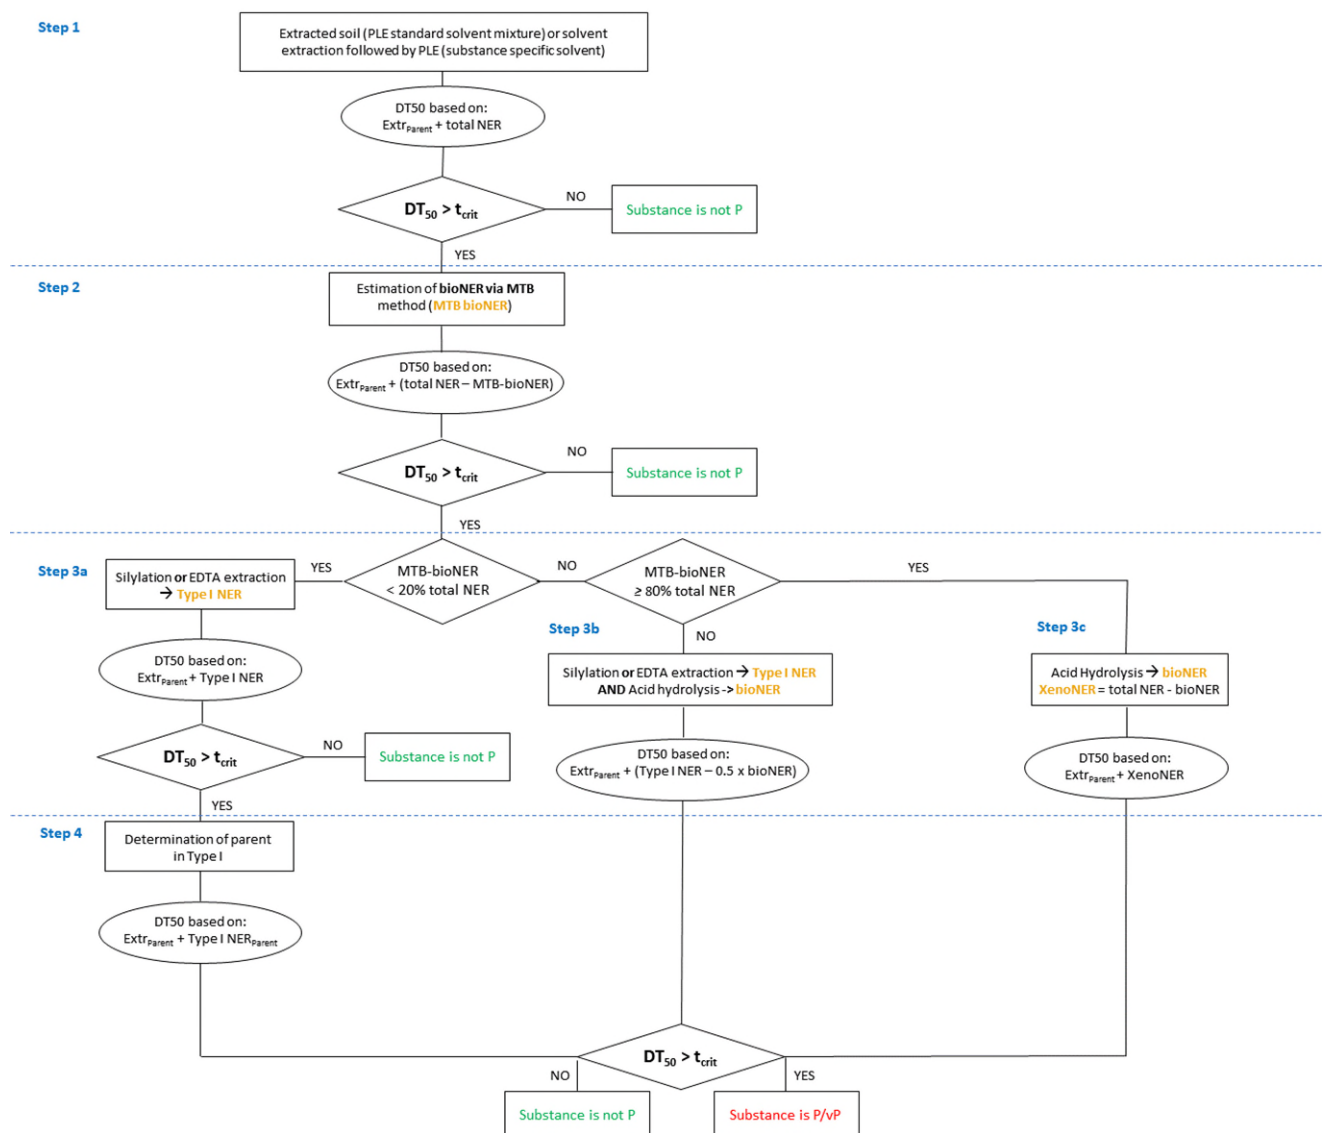 Step 1
Extracted soil (PLE standard solvent mixture) or solvent
extraction followed by PLE (substance specific solvent)
DT50 based on:
Extr_Parent + total NER
DT50 > tcrit
NO
Substance is not P
YES
Step 2
Estimation of bioNER via MTB
method (MTB bioNER)
DT50 based on:
Extr_Parent + (total NER – MTB-bioNER)
DT50 > tcrit
NO
Substance is not P
YES
Step 3a
Silylation or EDTA extraction
→ Type I NER
YES
MTB-bioNER
< 20% total NER
NO
MTB-bioNER
≥ 80% total NER
YES
Step 3b
NO
Step 3c
DT50 based on:
Extr_Parent + Type I NER
Silylation or EDTA extraction → Type I NER
AND Acid hydrolysis -> bioNER
Acid Hydrolysis → bioNER
XenoNER = total NER - bioNER
DT50 > tcrit
NO
Substance is not P
YES
DT50 based on:
Extr_Parent + (Type I NER – 0.5 x bioNER)
DT50 based on:
Extr_Parent + XenoNER
Step 4
Determination of parent
in Type I
DT50 based on:
Extr_Parent + Type I NER_Parent
DT50 > tcrit
NO
YES
Substance is not P
Substance is P/vP